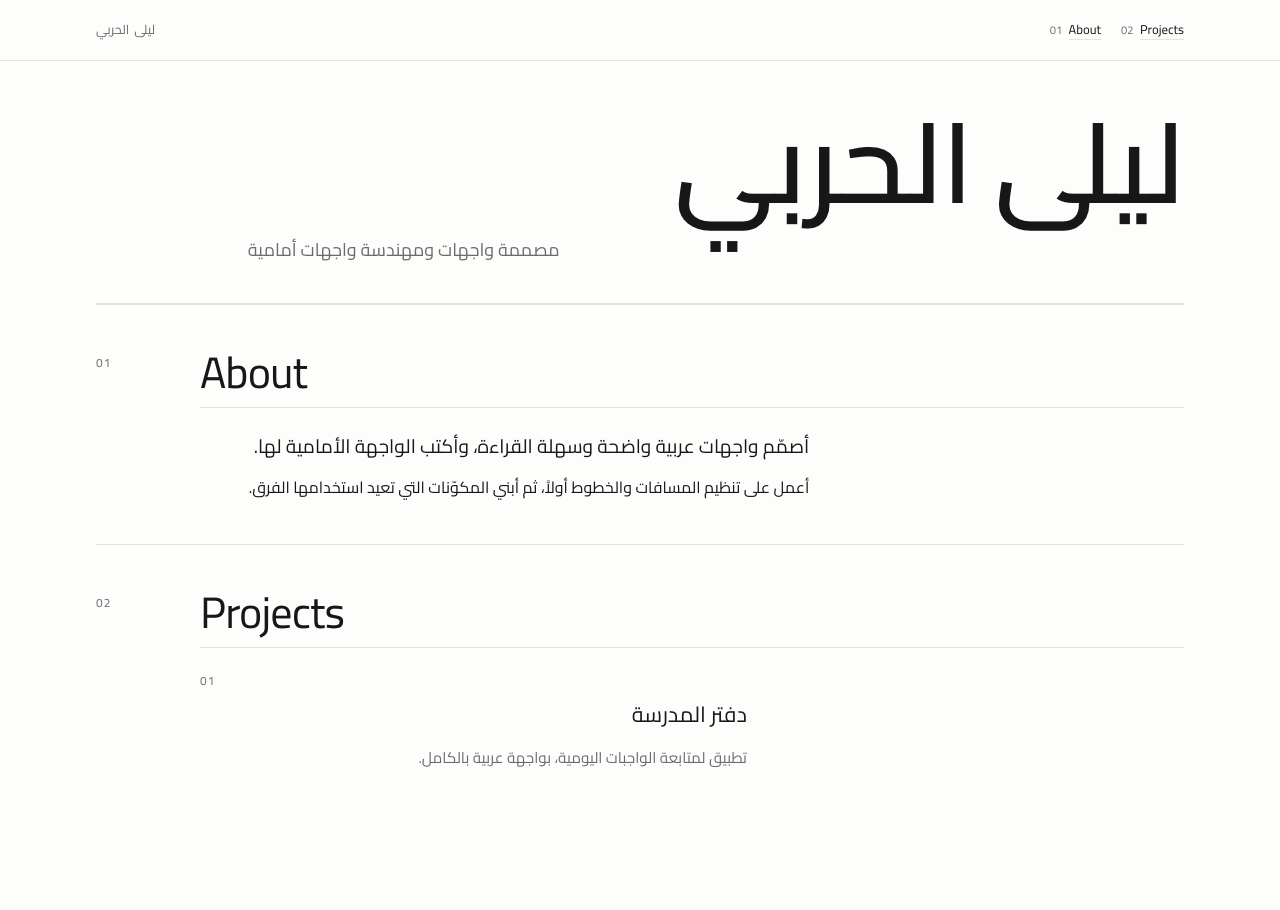 ليلى الحربي
01 About 02 Projects
ليلى الحربي
مصممة واجهات ومهندسة واجهات أمامية
01
About
أصمّم واجهات عربية واضحة وسهلة القراءة، وأكتب الواجهة الأمامية لها.
أعمل على تنظيم المسافات والخطوط أولاً، ثم أبني المكوّنات التي تعيد استخدامها الفرق.
02
Projects
01
دفتر المدرسة
تطبيق لمتابعة الواجبات اليومية، بواجهة عربية بالكامل.